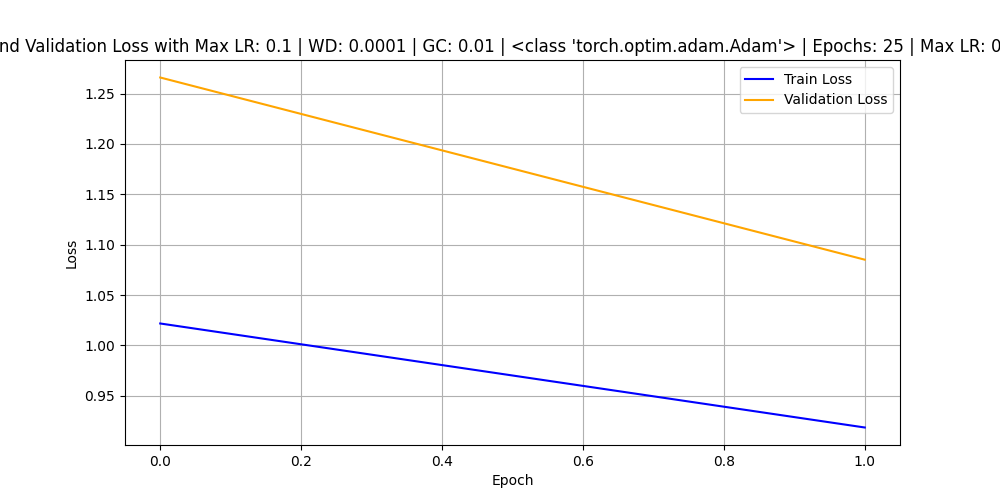 nd Validation Loss with Max LR: 0.1 | WD: 0.0001 | GC: 0.01 | <class 'torch.optim.adam.Adam'> | Epochs: 25 | Max LR: 0
Train Loss
Validation Loss
1.25
1.20
1.15
1.10
1.05
1.00
0.95
Loss
0.0 0.2 0.4 0.6 0.8 1.0
Epoch